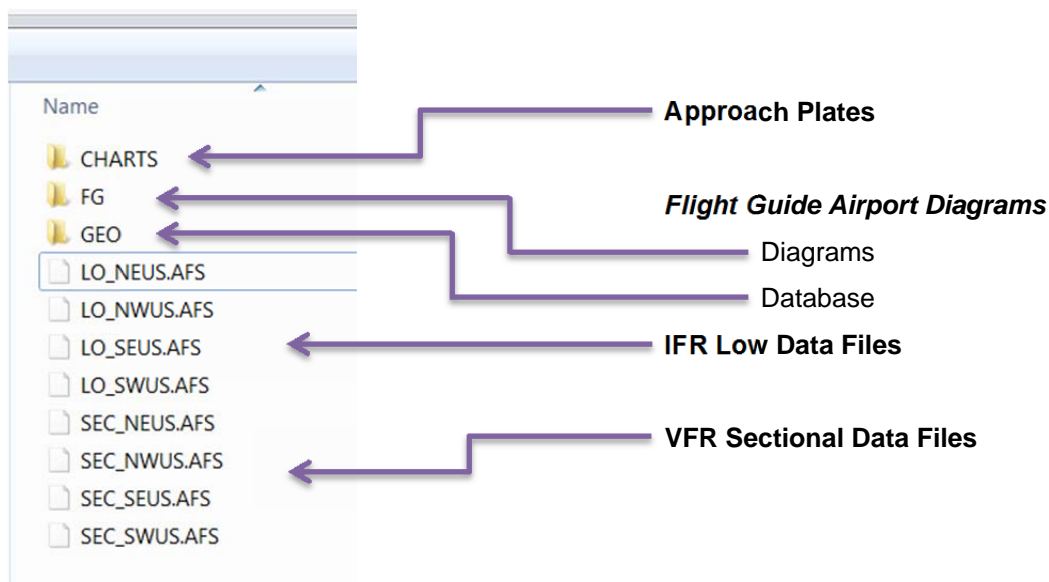 Name
CHARTS
FG
GEO
LO_NEUS.AFS
LO_NWUS.AFS
LO_SEUS.AFS
LO_SWUS.AFS
SEC_NEUS.AFS
SEC_NWUS.AFS
SEC_SEUS.AFS
SEC_SWUS.AFS
Approach Plates
Flight Guide Airport Diagrams
Diagrams
Database
IFR Low Data Files
VFR Sectional Data Files